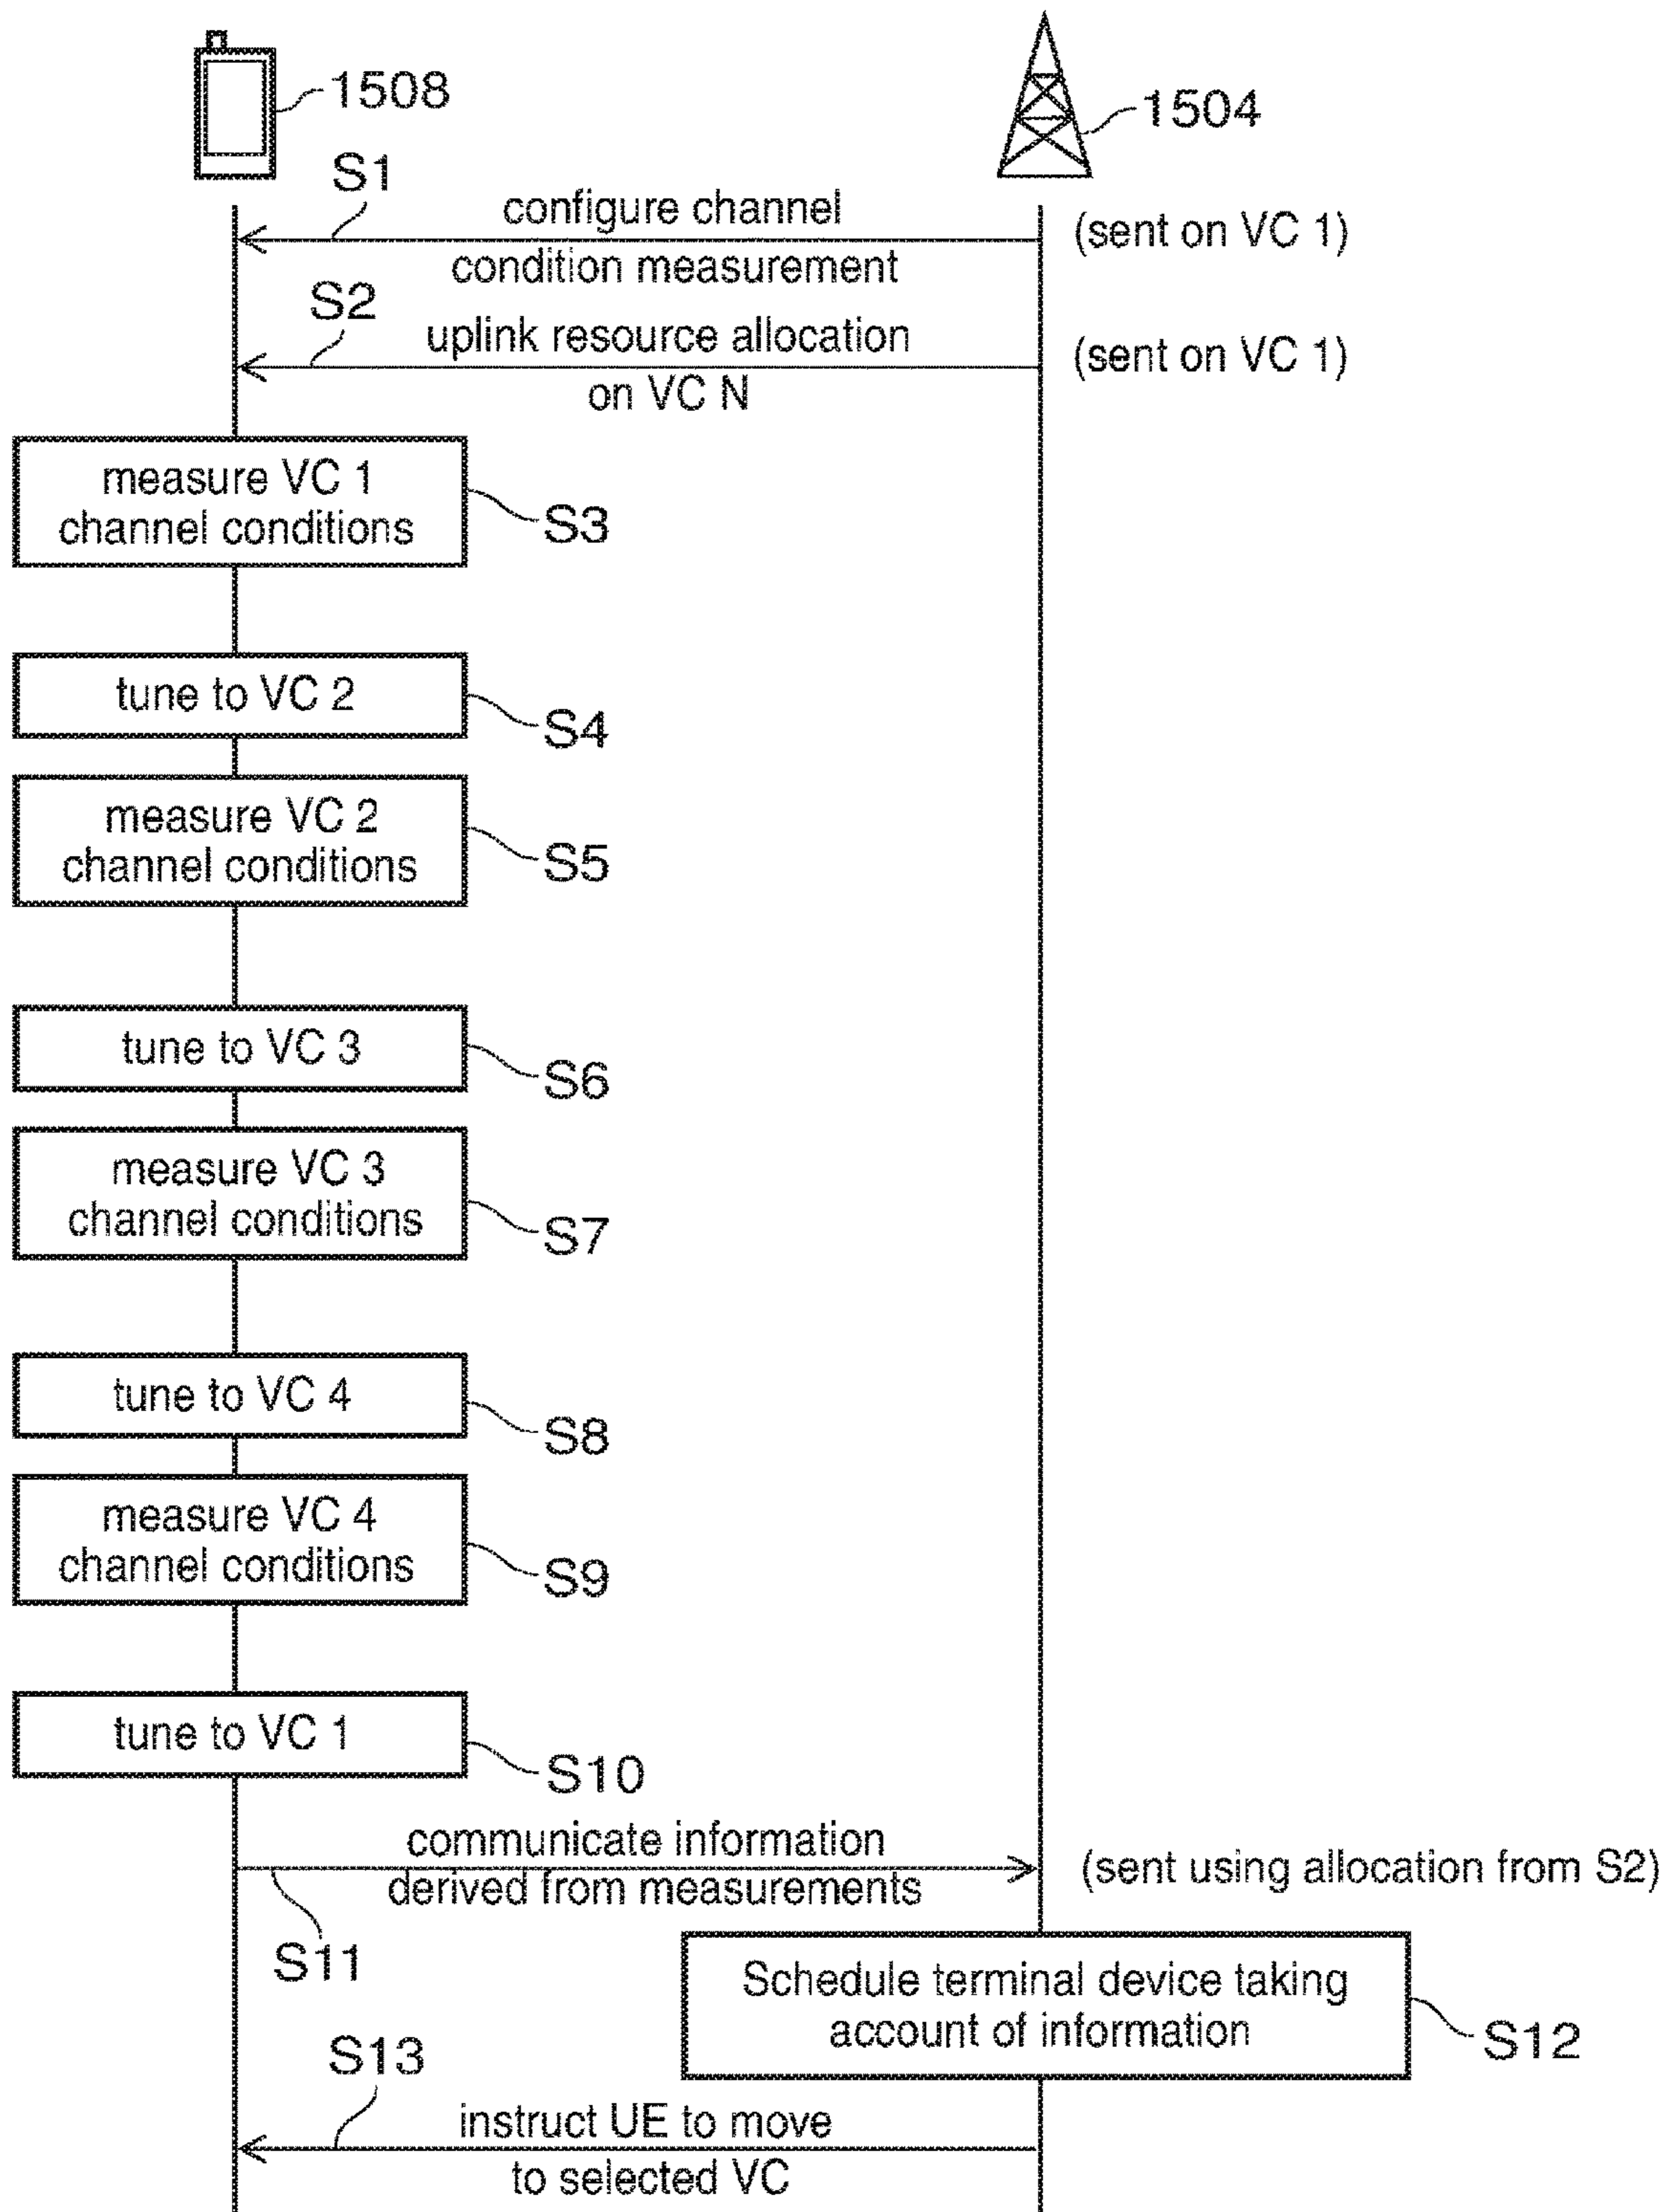 1508
1504
S1
configure channel
condition measurement
(sent on VC 1)
S2
uplink resource allocation
on VC N
(sent on VC 1)
measure VC 1
channel conditions
S3
tune to VC 2
S4
measure VC 2
channel conditions
S5
tune to VC 3
S6
measure VC 3
channel conditions
S7
tune to VC 4
S8
measure VC 4
channel conditions
S9
tune to VC 1
S10
communicate information
derived from measurements
(sent using allocation from S2)
S11
Schedule terminal device taking
account of information
S12
S13
instruct UE to move
to selected VC